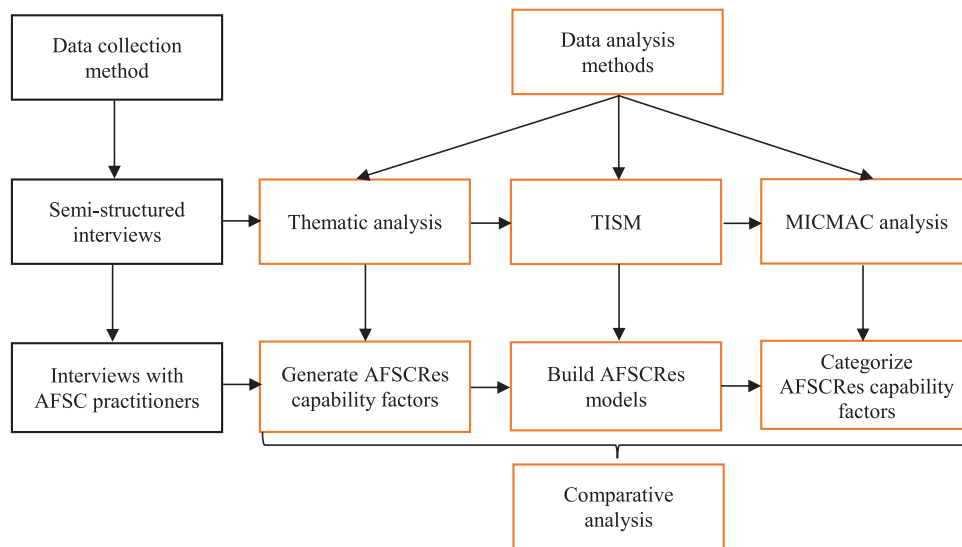 Data collection
method
Data analysis
methods
Semi-structured
interviews
Thematic analysis
TISM
MICMAC analysis
Interviews with
AFSC practitioners
Generate AFSCRes
capability factors
Build AFSCRes
models
Categorize
AFSCRes capability
factors
Comparative
analysis